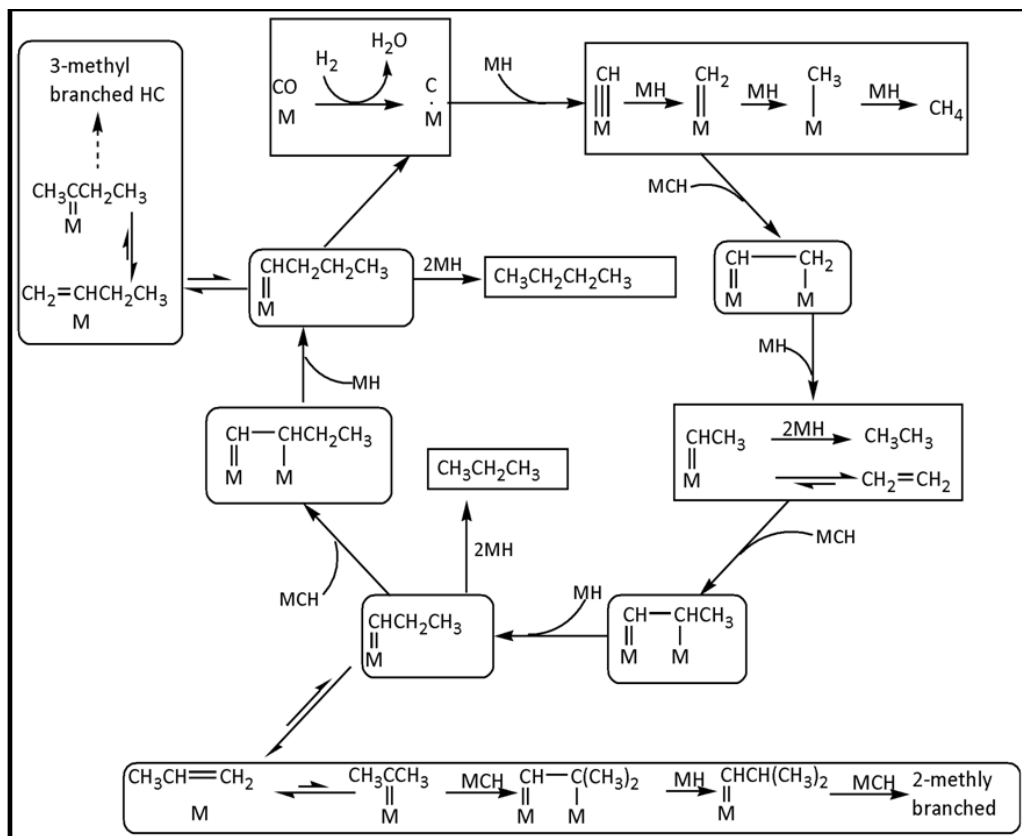 3-methyl
branched HC
CH₃CCH₂CH₃
M
CH₂=CHCH₂CH₃
M
CO
M
H₂
H₂O
C
M
MH
CH
M
MH
CH₂
M
MH
CH₃
M
MH
CH₄
MCH
CH
CH₂
M
M
MH
CHCH₃
M
2MH
CH₃CH₃
CH₂=CH₂
MCH
CH
CHCH₃
M
M
MH
CHCH₂CH₃
M
2MH
CH₃CH₂CH₃
MCH
CH
CHCH₂CH₃
M
M
MH
CHCH₂CH₂CH₃
M
2MH
CH₃CH₂CH₂CH₃
CH₃CH=CH₂
M
CH₃CCH₃
M
MCH
CH
C(CH₃)₂
M
M
MH
CHCH(CH₃)₂
M
MCH
2-methly
branched